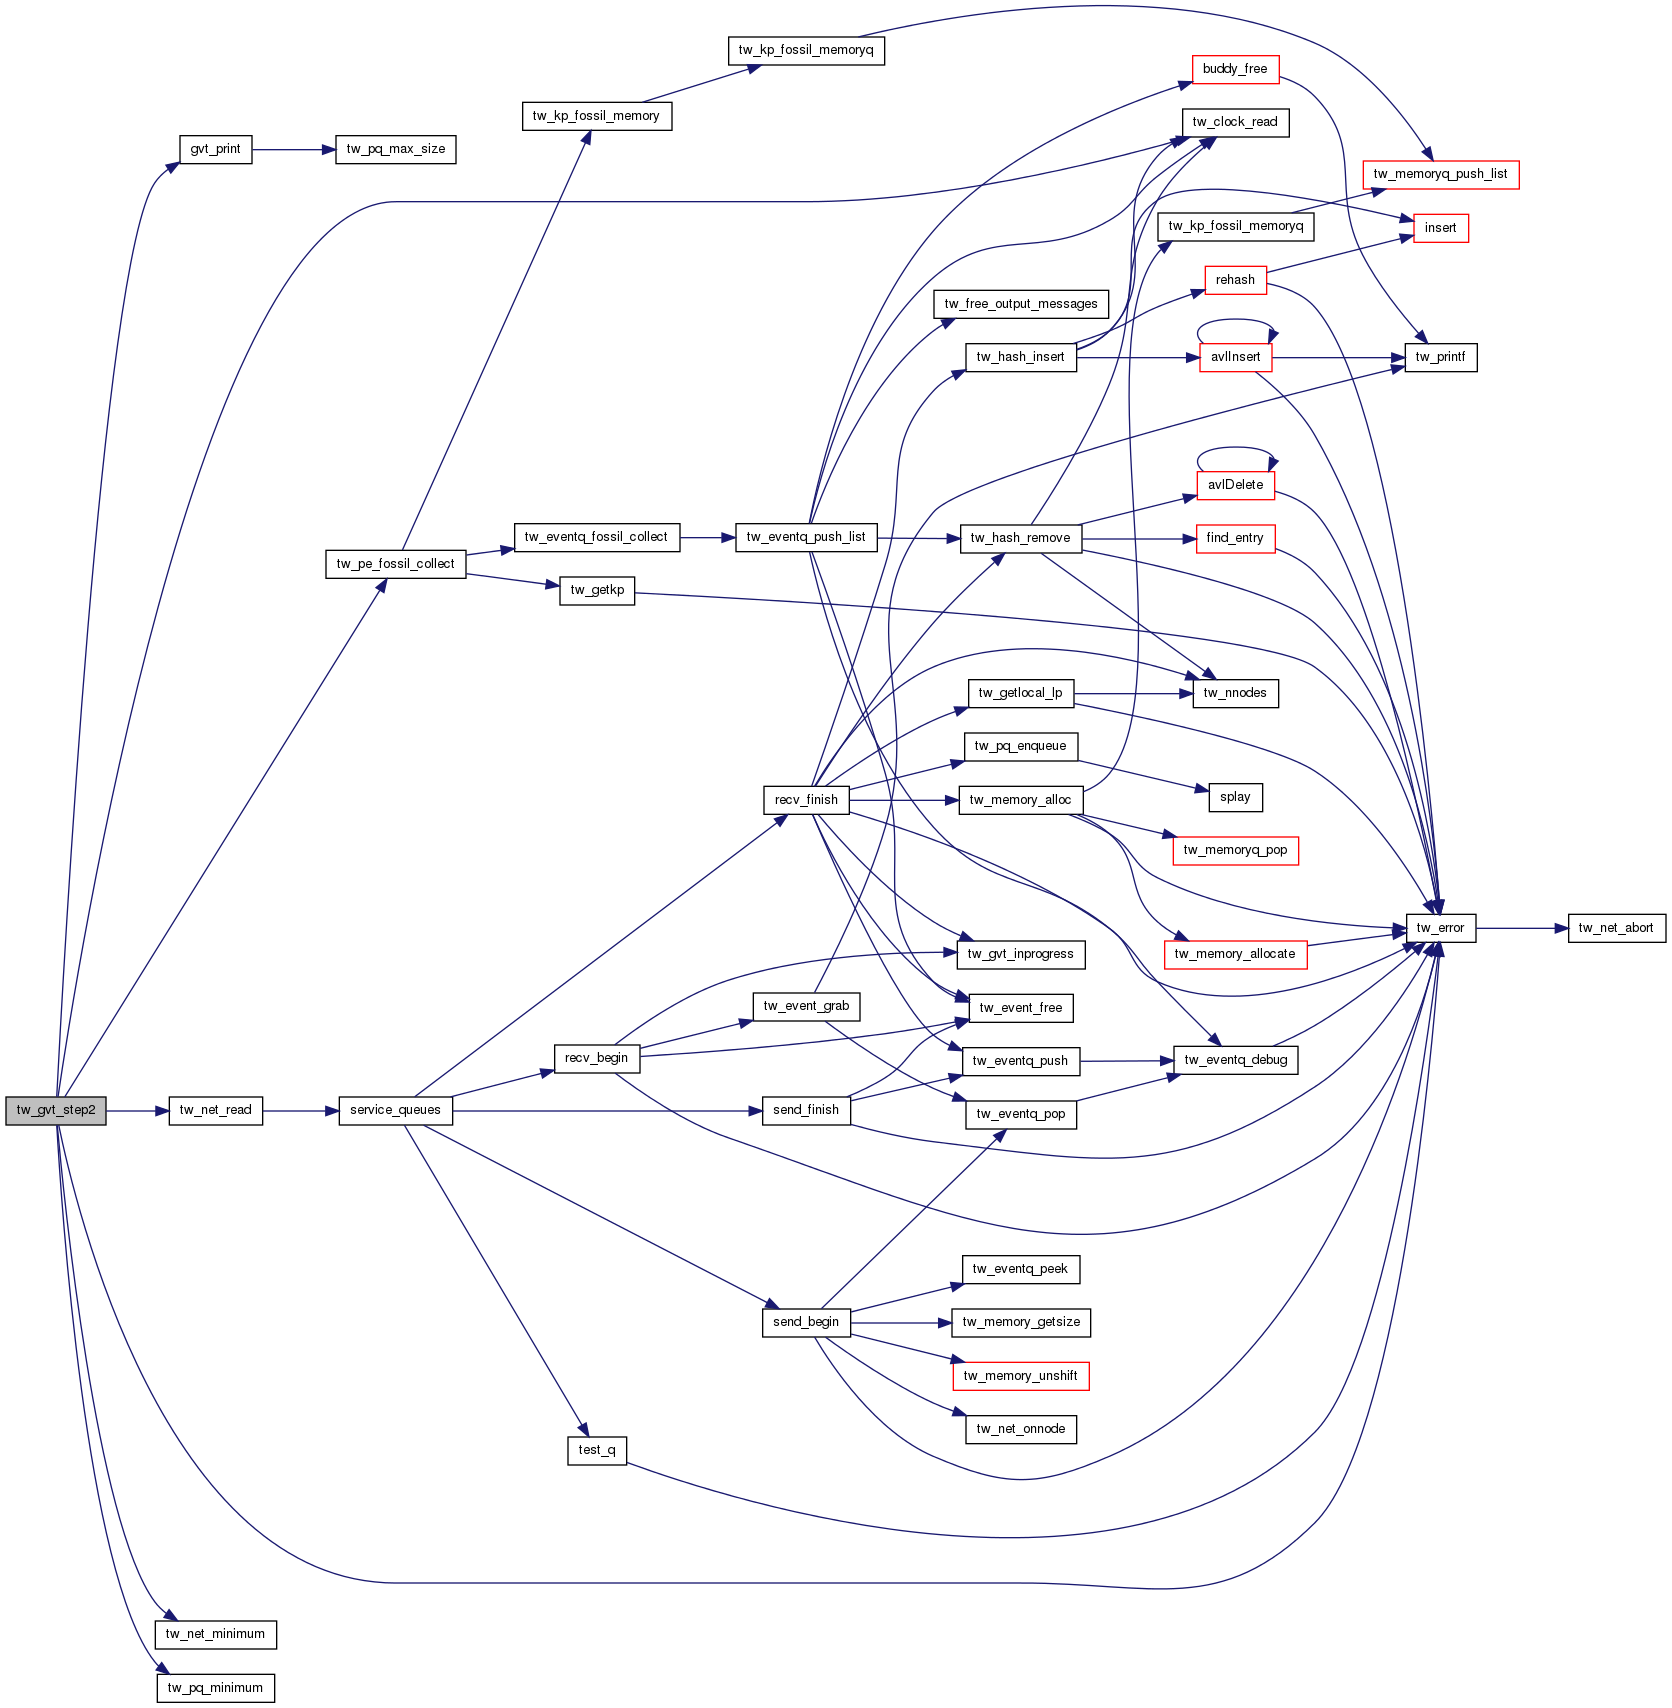 tw_kp_fossil_memoryq
buddy_free
tw_kp_fossil_memory
tw_clock_read
gvt_print
tw_pq_max_size
tw_memoryq_push_list
tw_kp_fossil_memoryq
insert
rehash
tw_free_output_messages
tw_hash_insert
avlInsert
tw_printf
avlDelete
tw_eventq_fossil_collect
tw_eventq_push_list
tw_hash_remove
find_entry
tw_pe_fossil_collect
tw_getkp
tw_getlocal_lp
tw_nnodes
tw_pq_enqueue
recv_finish
tw_memory_alloc
splay
tw_memoryq_pop
tw_error
tw_net_abort
tw_gvt_inprogress
tw_memory_allocate
tw_event_grab
tw_event_free
recv_begin
tw_eventq_push
tw_eventq_debug
tw_gvt_step2
tw_net_read
service_queues
send_finish
tw_eventq_pop
tw_eventq_peek
send_begin
tw_memory_getsize
tw_memory_unshift
tw_net_onnode
test_q
tw_net_minimum
tw_pq_minimum